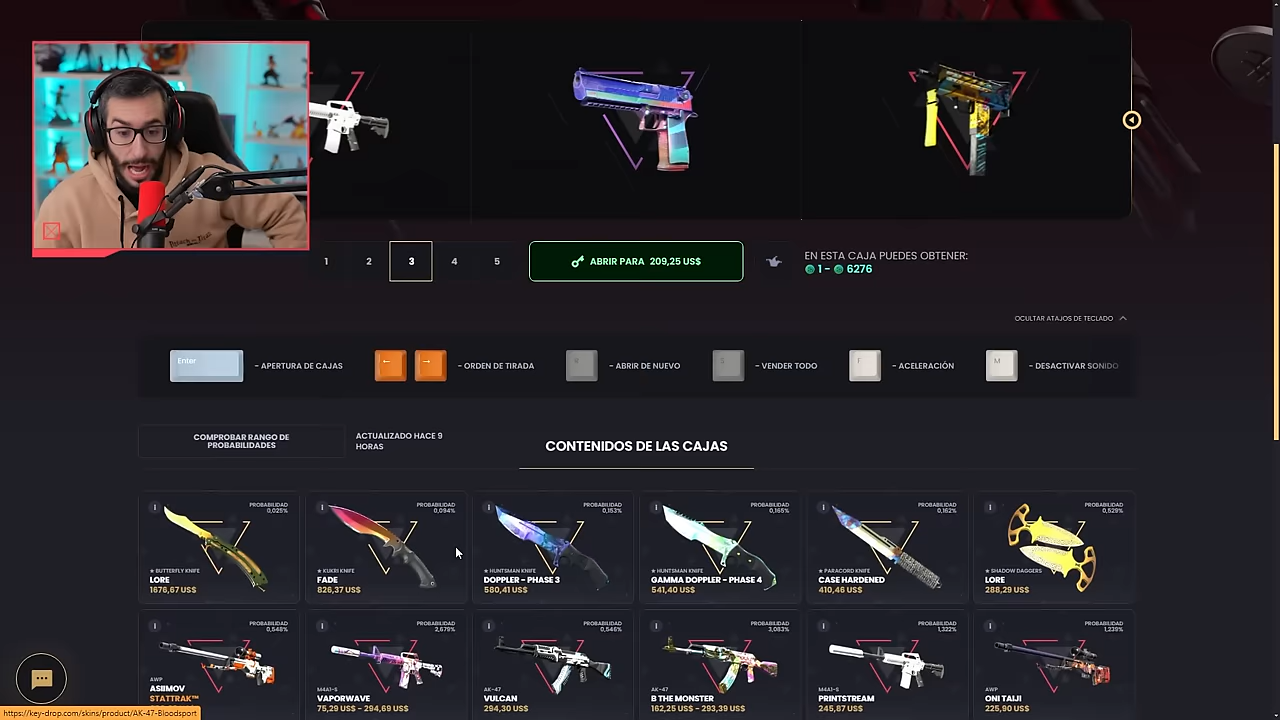 1
2
3
4
5
ABRIR PARA 209,25 US$
EN ESTA CAJA PUEDES OBTENER:
1 - 6276
OCULTAR ATAJOS DE TECLADO
Enter
- APERTURA DE CAJAS
←
→
- ORDEN DE TIRADA
- ABRIR DE NUEVO
- VENDER TODO
F
- ACELERACIÓN
M
- DESACTIVAR SONIDO
COMPROBAR RANGO DE
PROBABILIDADES
ACTUALIZADO HACE 9
HORAS
CONTENIDOS DE LAS CAJAS
PROBABILIDAD
0,025%
★ BUTTERFLY KNIFE
LORE
1676,67 US$
PROBABILIDAD
0,094%
★ KUKRI KNIFE
FADE
826,37 US$
PROBABILIDAD
0,153%
★ HUNTSMAN KNIFE
DOPPLER - PHASE 3
580,41 US$
PROBABILIDAD
0,165%
★ HUNTSMAN KNIFE
GAMMA DOPPLER - PHASE 4
541,40 US$
PROBABILIDAD
0,162%
★ PARACORD KNIFE
CASE HARDENED
410,46 US$
PROBABILIDAD
0,529%
★ SHADOW DAGGERS
LORE
288,29 US$
PROBABILIDAD
0,548%
AWP
ASIIMOV
STATTRAK™
PROBABILIDAD
2,679%
M4A1-S
VAPORWAVE
75,29 US$ - 294,69 US$
PROBABILIDAD
0,546%
AK-47
VULCAN
294,30 US$
PROBABILIDAD
3,083%
AK-47
B THE MONSTER
162,25 US$ - 293,39 US$
PROBABILIDAD
1,322%
M4A1-S
PRINTSTREAM
245,87 US$
PROBABILIDAD
1,239%
AWP
ONI TAIJI
225,90 US$
https://key-drop.com/skins/product/AK-47-Bloodsport